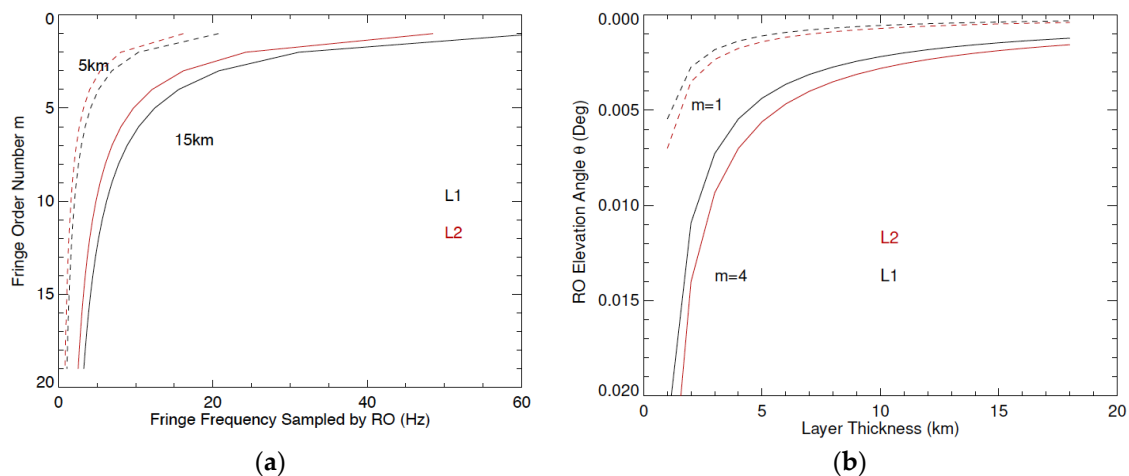 0
5
10
15
20
Fringe Order Number m
5km
15km
L1
L2
0 20 40 60
Fringe Frequency Sampled by RO (Hz)
(a)
0.000
0.005
0.010
0.015
0.020
RO Elevation Angle θ (Deg)
m=1
m=4
L2
L1
0 5 10 15 20
Layer Thickness (km)
(b)